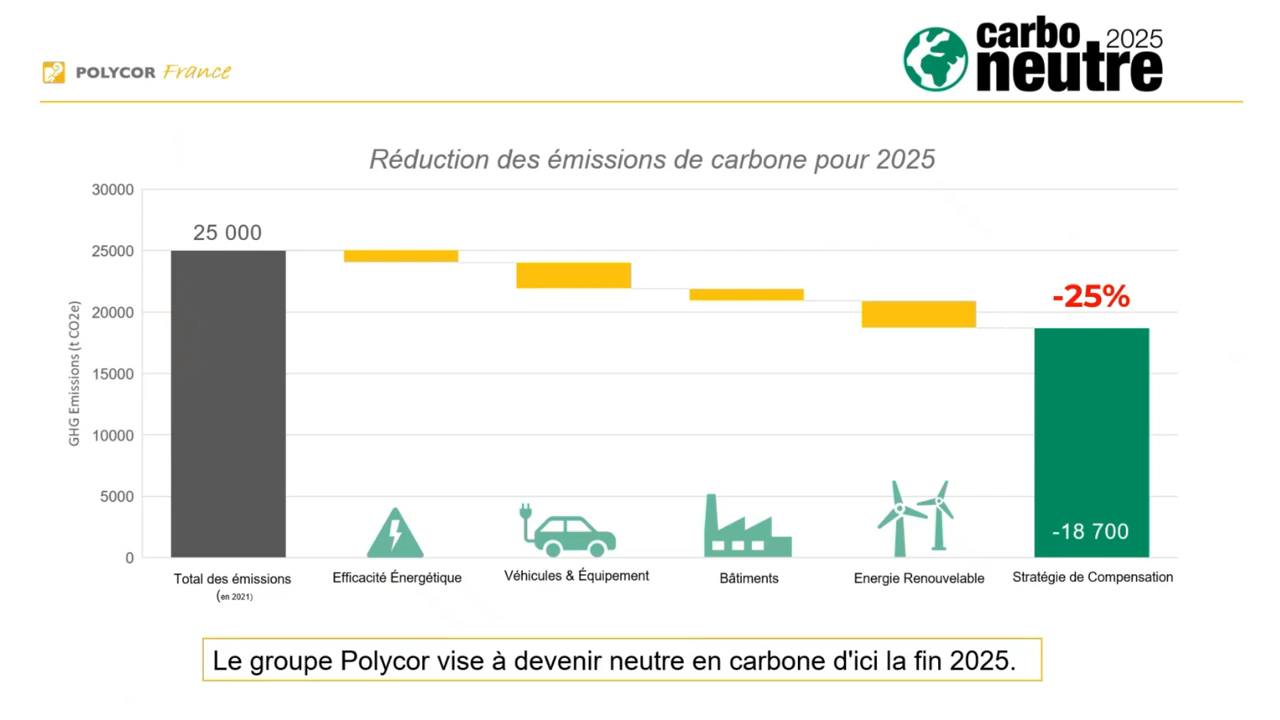 POLYCOR France
carbo 2025
neutre
Réduction des émissions de carbone pour 2025
30000
25000
20000
15000
10000
5000
0
GHG Emissions (t CO2e)
25 000
-25%
-18 700
Total des émissions
(en 2021)
Efficacité Énergétique
Véhicules & Équipement
Bâtiments
Energie Renouvelable
Stratégie de Compensation
Le groupe Polycor vise à devenir neutre en carbone d'ici la fin 2025.